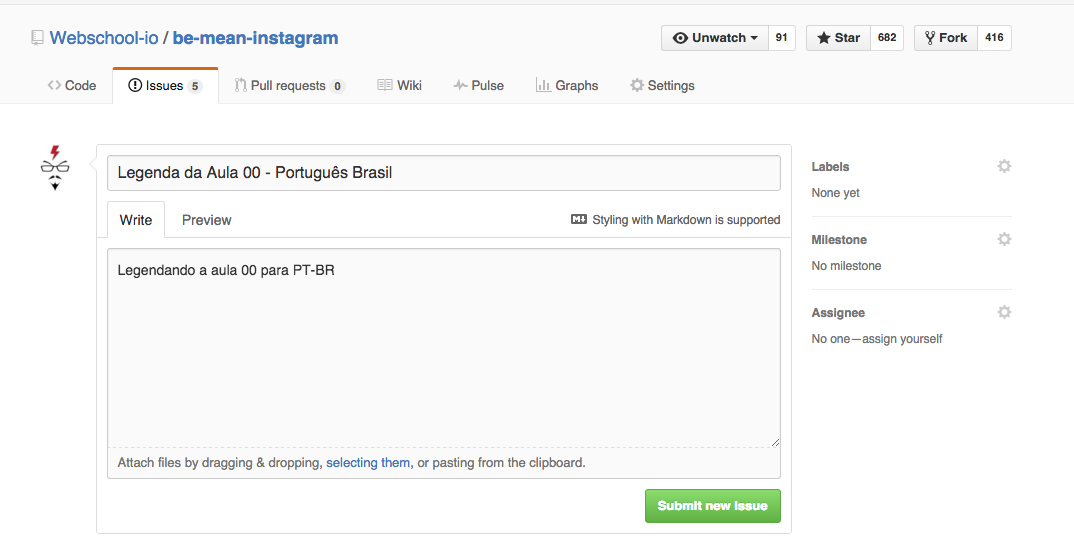 Webschool-io / be-mean-instagram
Unwatch 91 Star 682 Fork 416
Code Issues 5 Pull requests 0 Wiki Pulse Graphs Settings
Legenda da Aula 00 - Português Brasil
Write Preview Styling with Markdown is supported
Legendando a aula 00 para PT-BR
Attach files by dragging & dropping, selecting them, or pasting from the clipboard.
Submit new issue
Labels
None yet
Milestone
No milestone
Assignee
No one—assign yourself